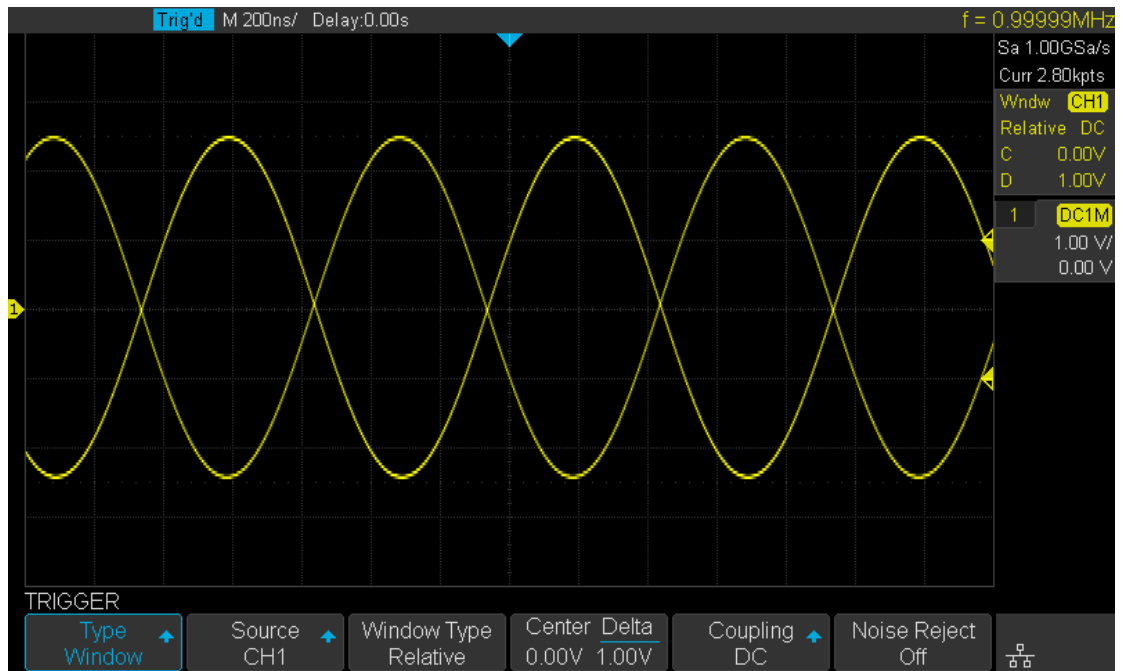 Trig'd M 200ns/ Delay:0.00s f = 0.99999MHz
Sa 1.00GSa/s
Curr 2.80kpts
Wndw CH1
Relative DC
C 0.00V
D 1.00V
1 DC1M
1.00 V/
0.00 V
1
TRIGGER
Type Source Window Type Center Delta Coupling Noise Reject
Window CH1 Relative 0.00V 1.00V DC Off